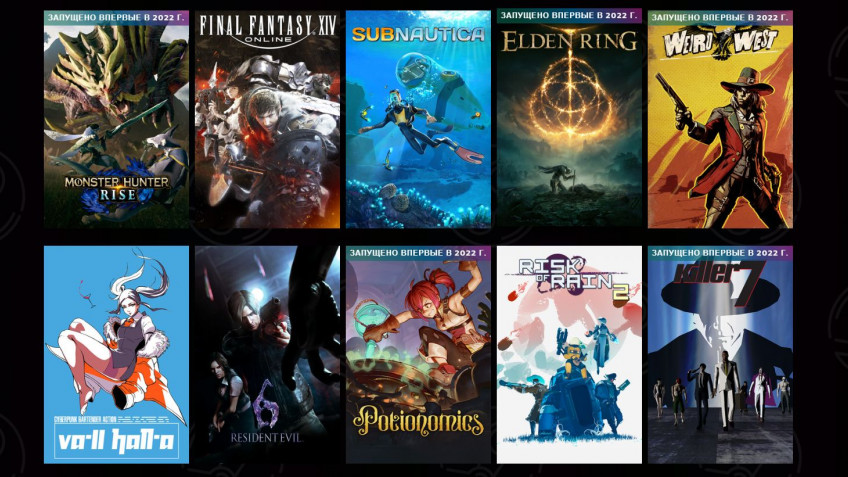 ЗАПУЩЕНО ВПЕРВЫЕ В 2022 Г.
MONSTER HUNTER
RISE
FINAL FANTASY XIV
ONLINE
SUBNAUTICA
ЗАПУЩЕНО ВПЕРВЫЕ В 2022 Г.
ELDEN RING
ЗАПУЩЕНО ВПЕРВЫЕ В 2022 Г.
WEIRD WEST
CYBERPUNK BARTENDER ACTION
va-11 hall-a
6
RESIDENT EVIL
ЗАПУЩЕНО ВПЕРВЫЕ В 2022 Г.
Potionomics
RISK
OF
RAIN 2
ЗАПУЩЕНО ВПЕРВЫЕ В 2022 Г.
killer7